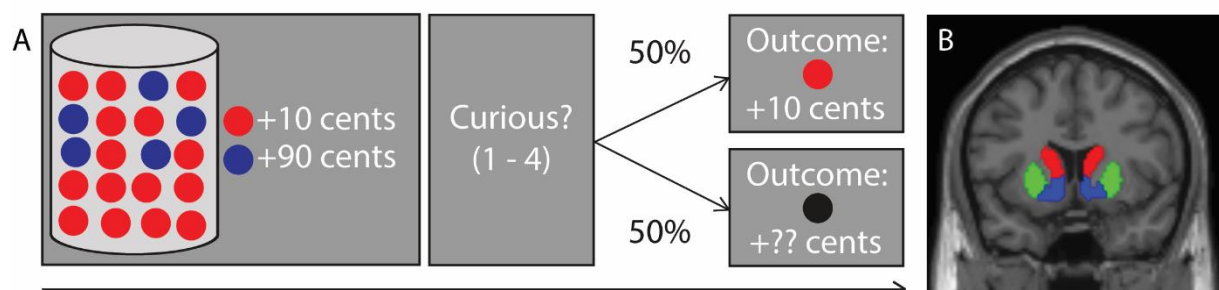 A
+10 cents
+90 cents
Curious?
(1 - 4)
50%
50%
Outcome:
+10 cents
Outcome:
+?? cents
B